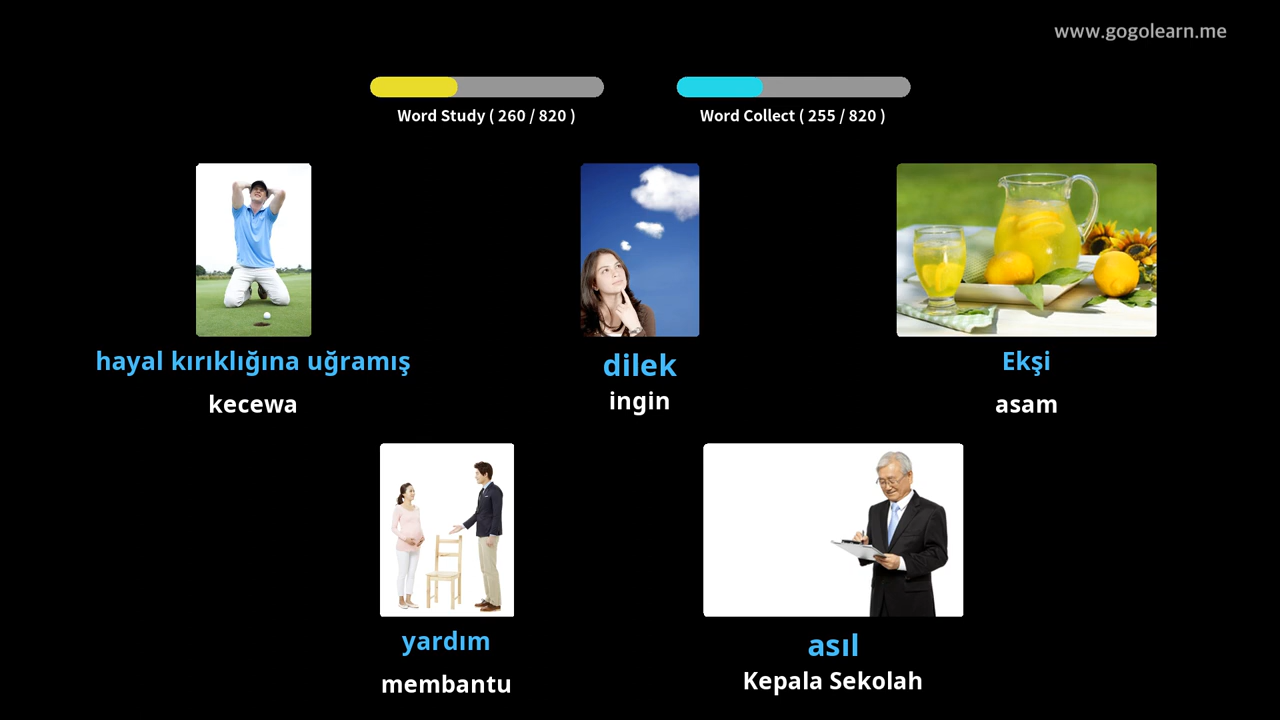 www.gogolearn.me
Word Study ( 260 / 820 )
Word Collect ( 255 / 820 )
hayal kırıklığına uğramış
kecewa
dilek
ingin
Ekşi
asam
yardım
membantu
asıl
Kepala Sekolah